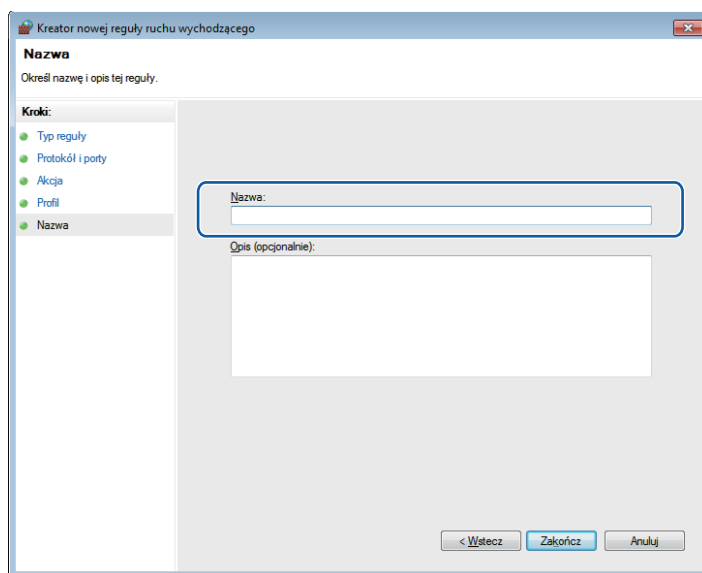 Kreator nowej reguły ruchu wychodzącego
Nazwa
Określ nazwę i opis tej reguły.
Kroki:
Typ reguły
Protokół i porty
Akcja
Profil
Nazwa
Nazwa:
Opis (opcjonalnie):
< Wstecz
Zakończ
Anuluj